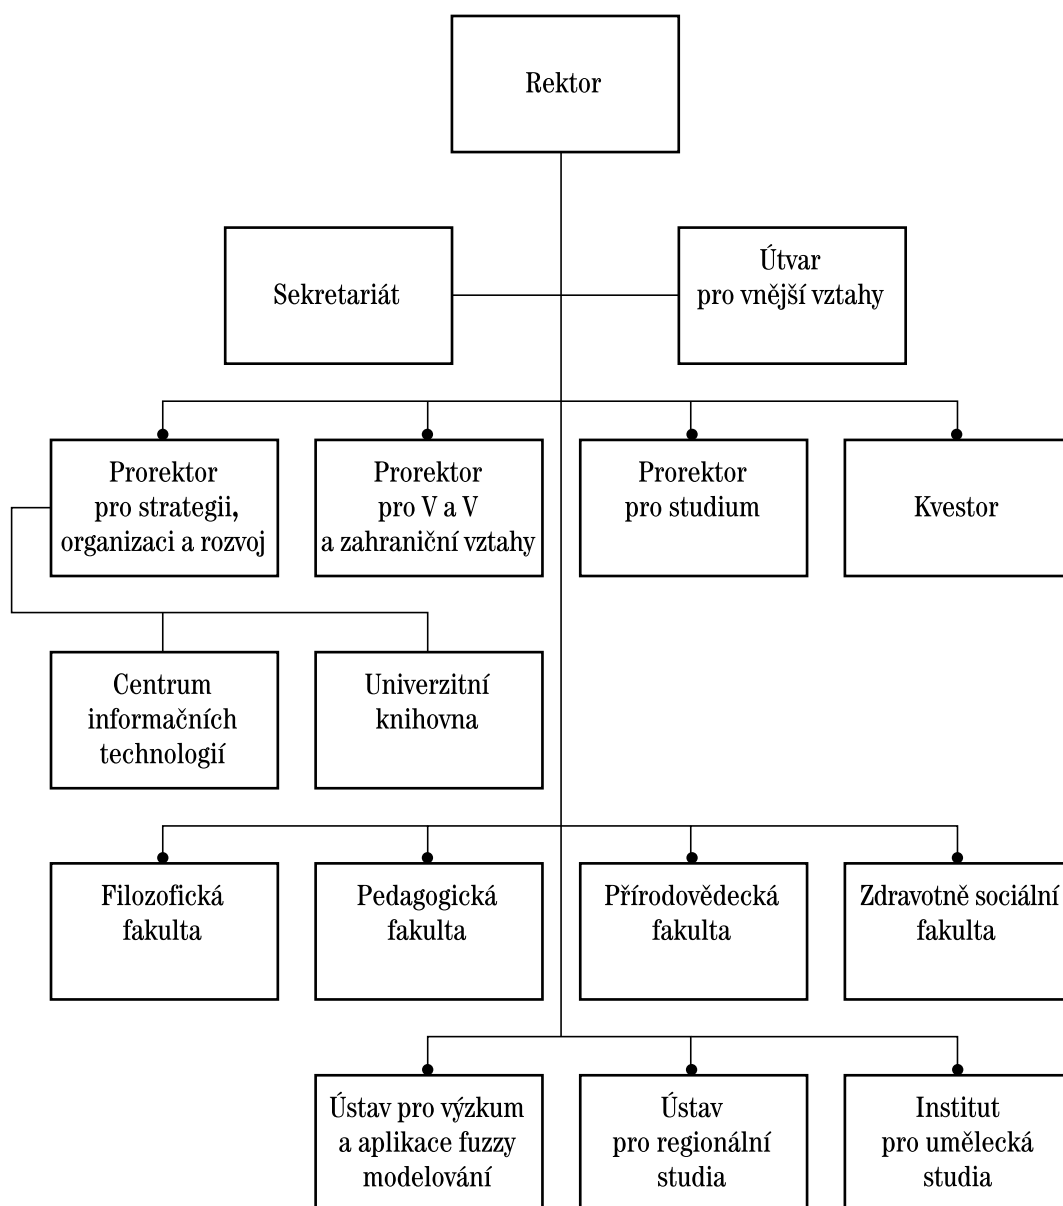 Rektor
Sekretariát
Útvar
pro vnější vztahy
Prorektor
pro strategii,
organizaci a rozvoj
Prorektor
pro V a V
a zahraniční vztahy
Prorektor
pro studium
Kvestor
Centrum
informačních
technologií
Univerzitní
knihovna
Filozofická
fakulta
Pedagogická
fakulta
Přírodovědecká
fakulta
Zdravotně sociální
fakulta
Ústav pro výzkum
a aplikace fuzzy
modelování
Ústav
pro regionální
studia
Institut
pro umělecká
studia